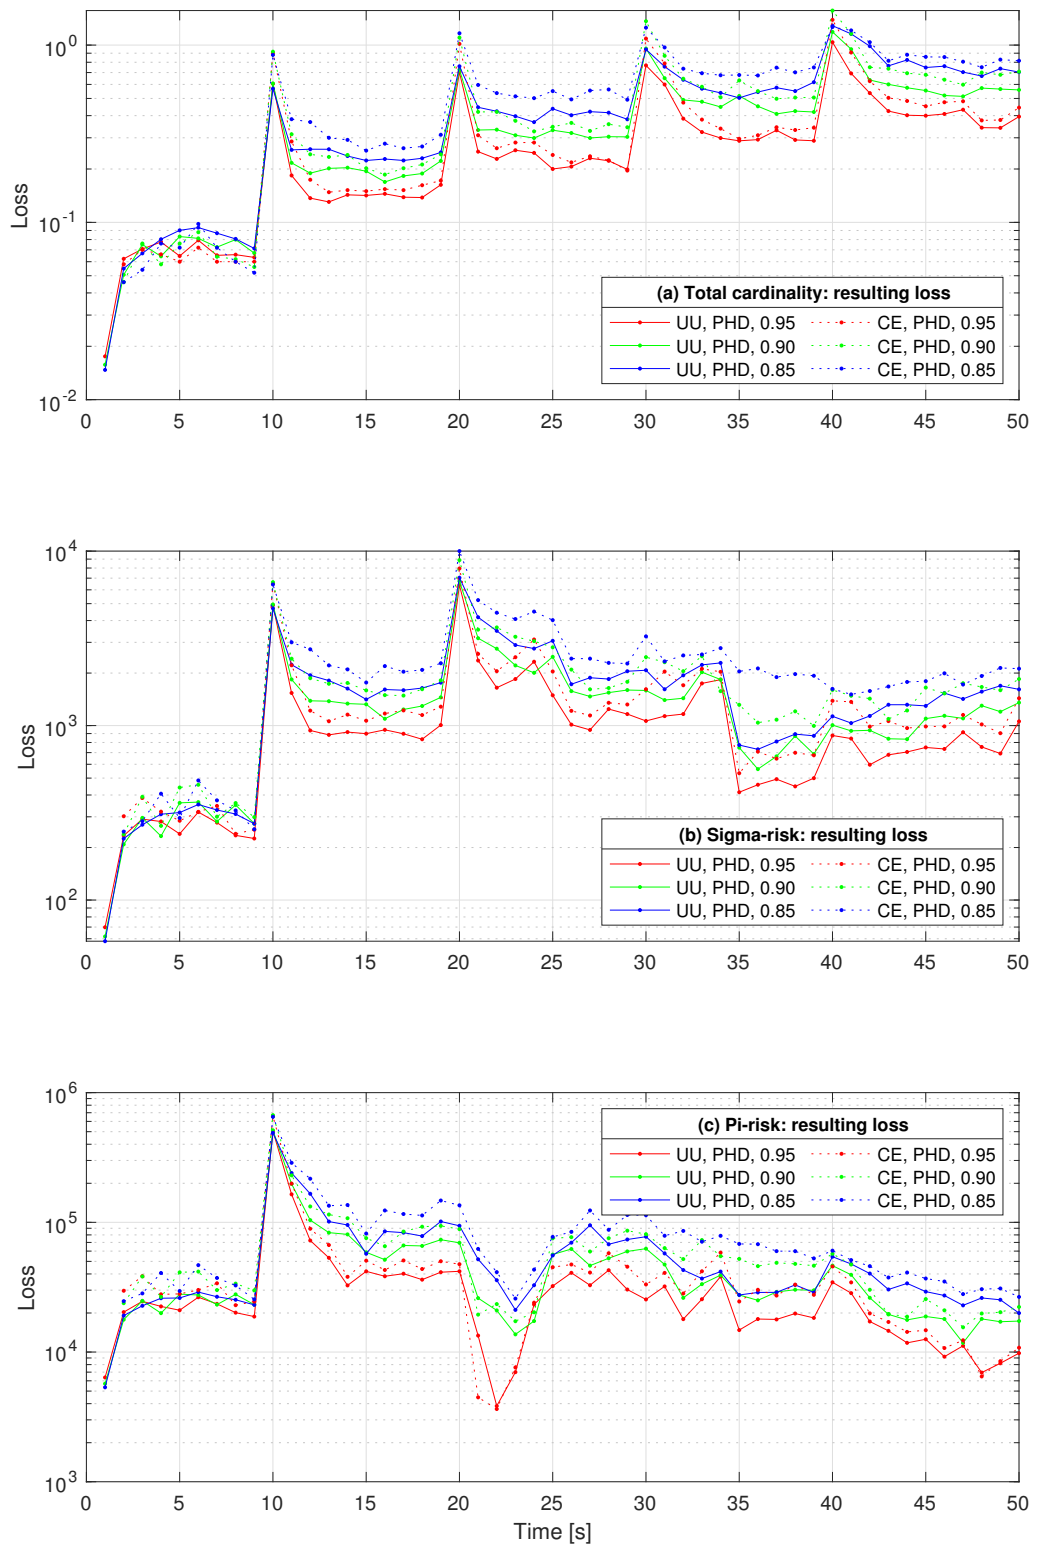 10^0
10^-1
10^-2
Loss
(a) Total cardinality: resulting loss
UU, PHD, 0.95 CE, PHD, 0.95
UU, PHD, 0.90 CE, PHD, 0.90
UU, PHD, 0.85 CE, PHD, 0.85
0 5 10 15 20 25 30 35 40 45 50
10^4
10^3
10^2
Loss
(b) Sigma-risk: resulting loss
UU, PHD, 0.95 CE, PHD, 0.95
UU, PHD, 0.90 CE, PHD, 0.90
UU, PHD, 0.85 CE, PHD, 0.85
0 5 10 15 20 25 30 35 40 45 50
10^6
10^5
10^4
10^3
Loss
(c) Pi-risk: resulting loss
UU, PHD, 0.95 CE, PHD, 0.95
UU, PHD, 0.90 CE, PHD, 0.90
UU, PHD, 0.85 CE, PHD, 0.85
0 5 10 15 20 25 30 35 40 45 50
Time [s]